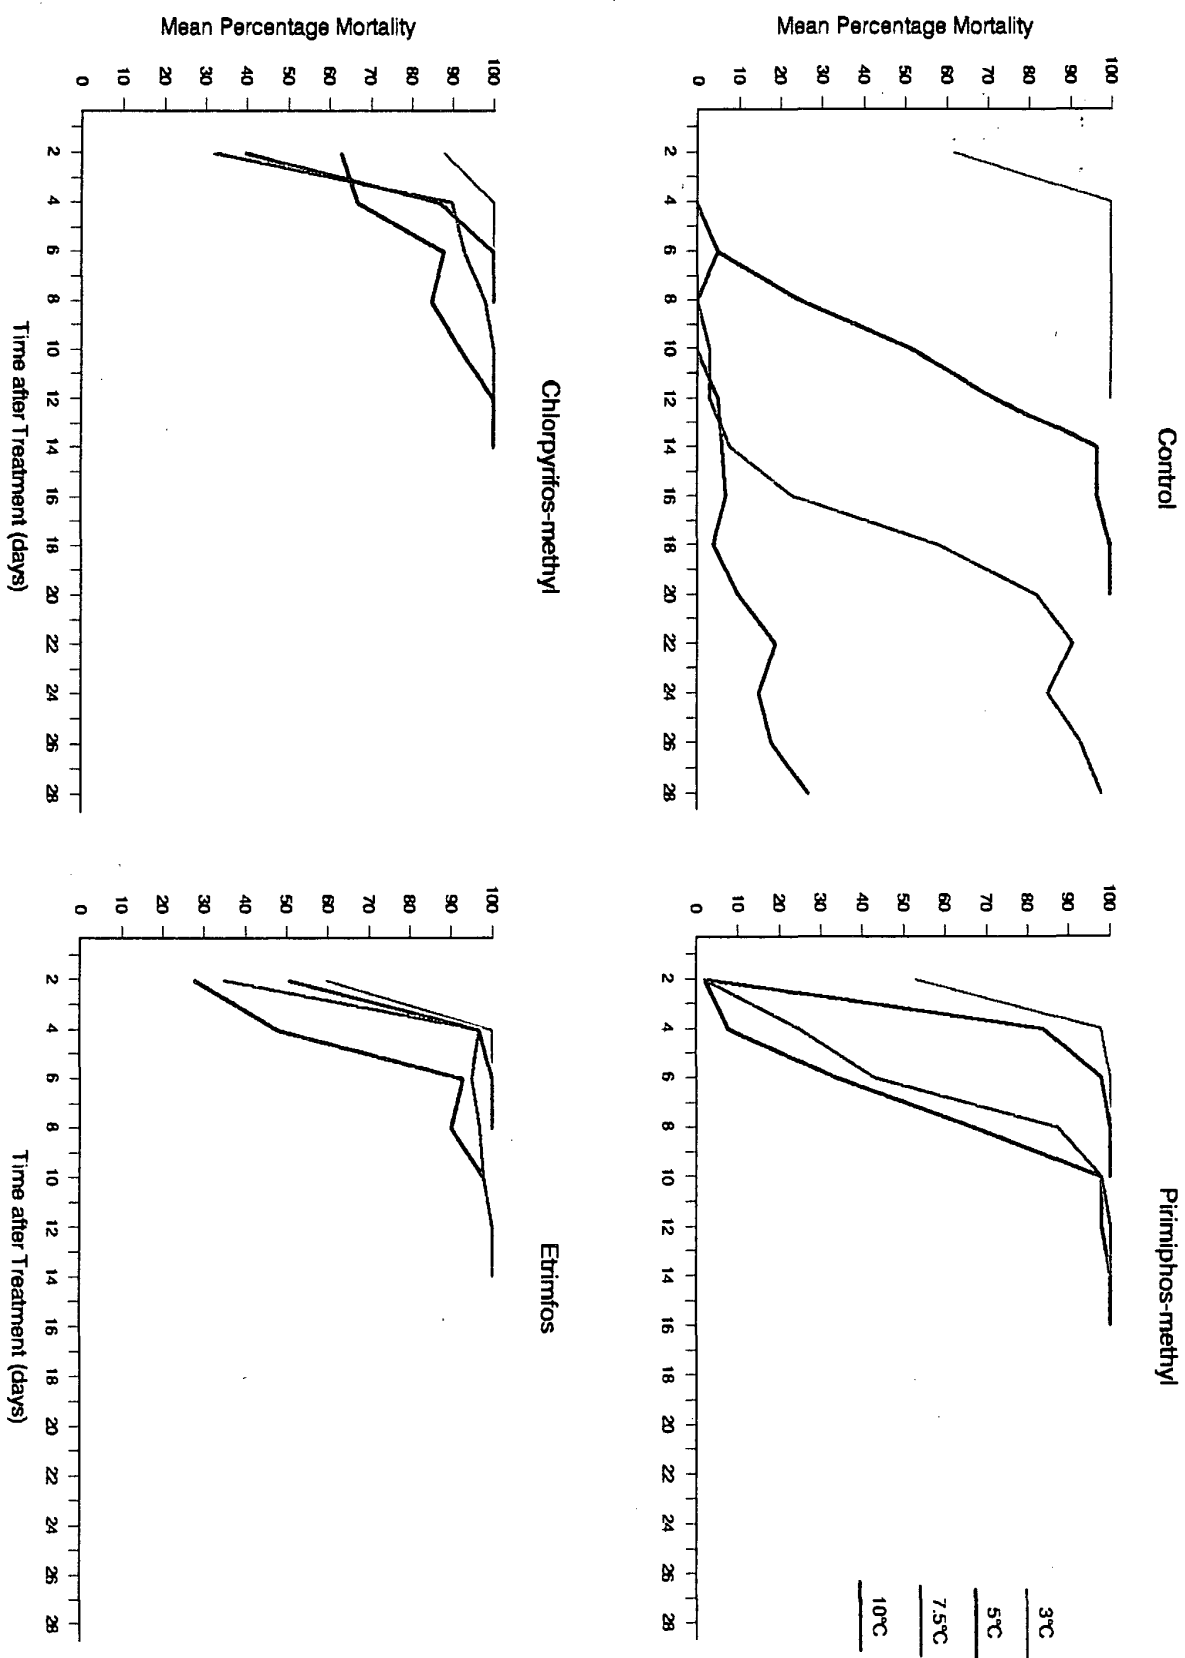 Control
Mean Percentage Mortality
100
90
80
70
60
50
40
30
20
10
0
2 4 6 8 10 12 14 16 18 20 22 24 26 28
Pirimiphos-methyl
100
90
80
70
60
50
40
30
20
10
0
2 4 6 8 10 12 14 16 18 20 22 24 26 28
3°C
5°C
7.5°C
10°C
Chlorpyrifos-methyl
Mean Percentage Mortality
100
90
80
70
60
50
40
30
20
10
0
2 4 6 8 10 12 14 16 18 20 22 24 26 28
Time after Treatment (days)
Etrimfos
100
90
80
70
60
50
40
30
20
10
0
2 4 6 8 10 12 14 16 18 20 22 24 26 28
Time after Treatment (days)